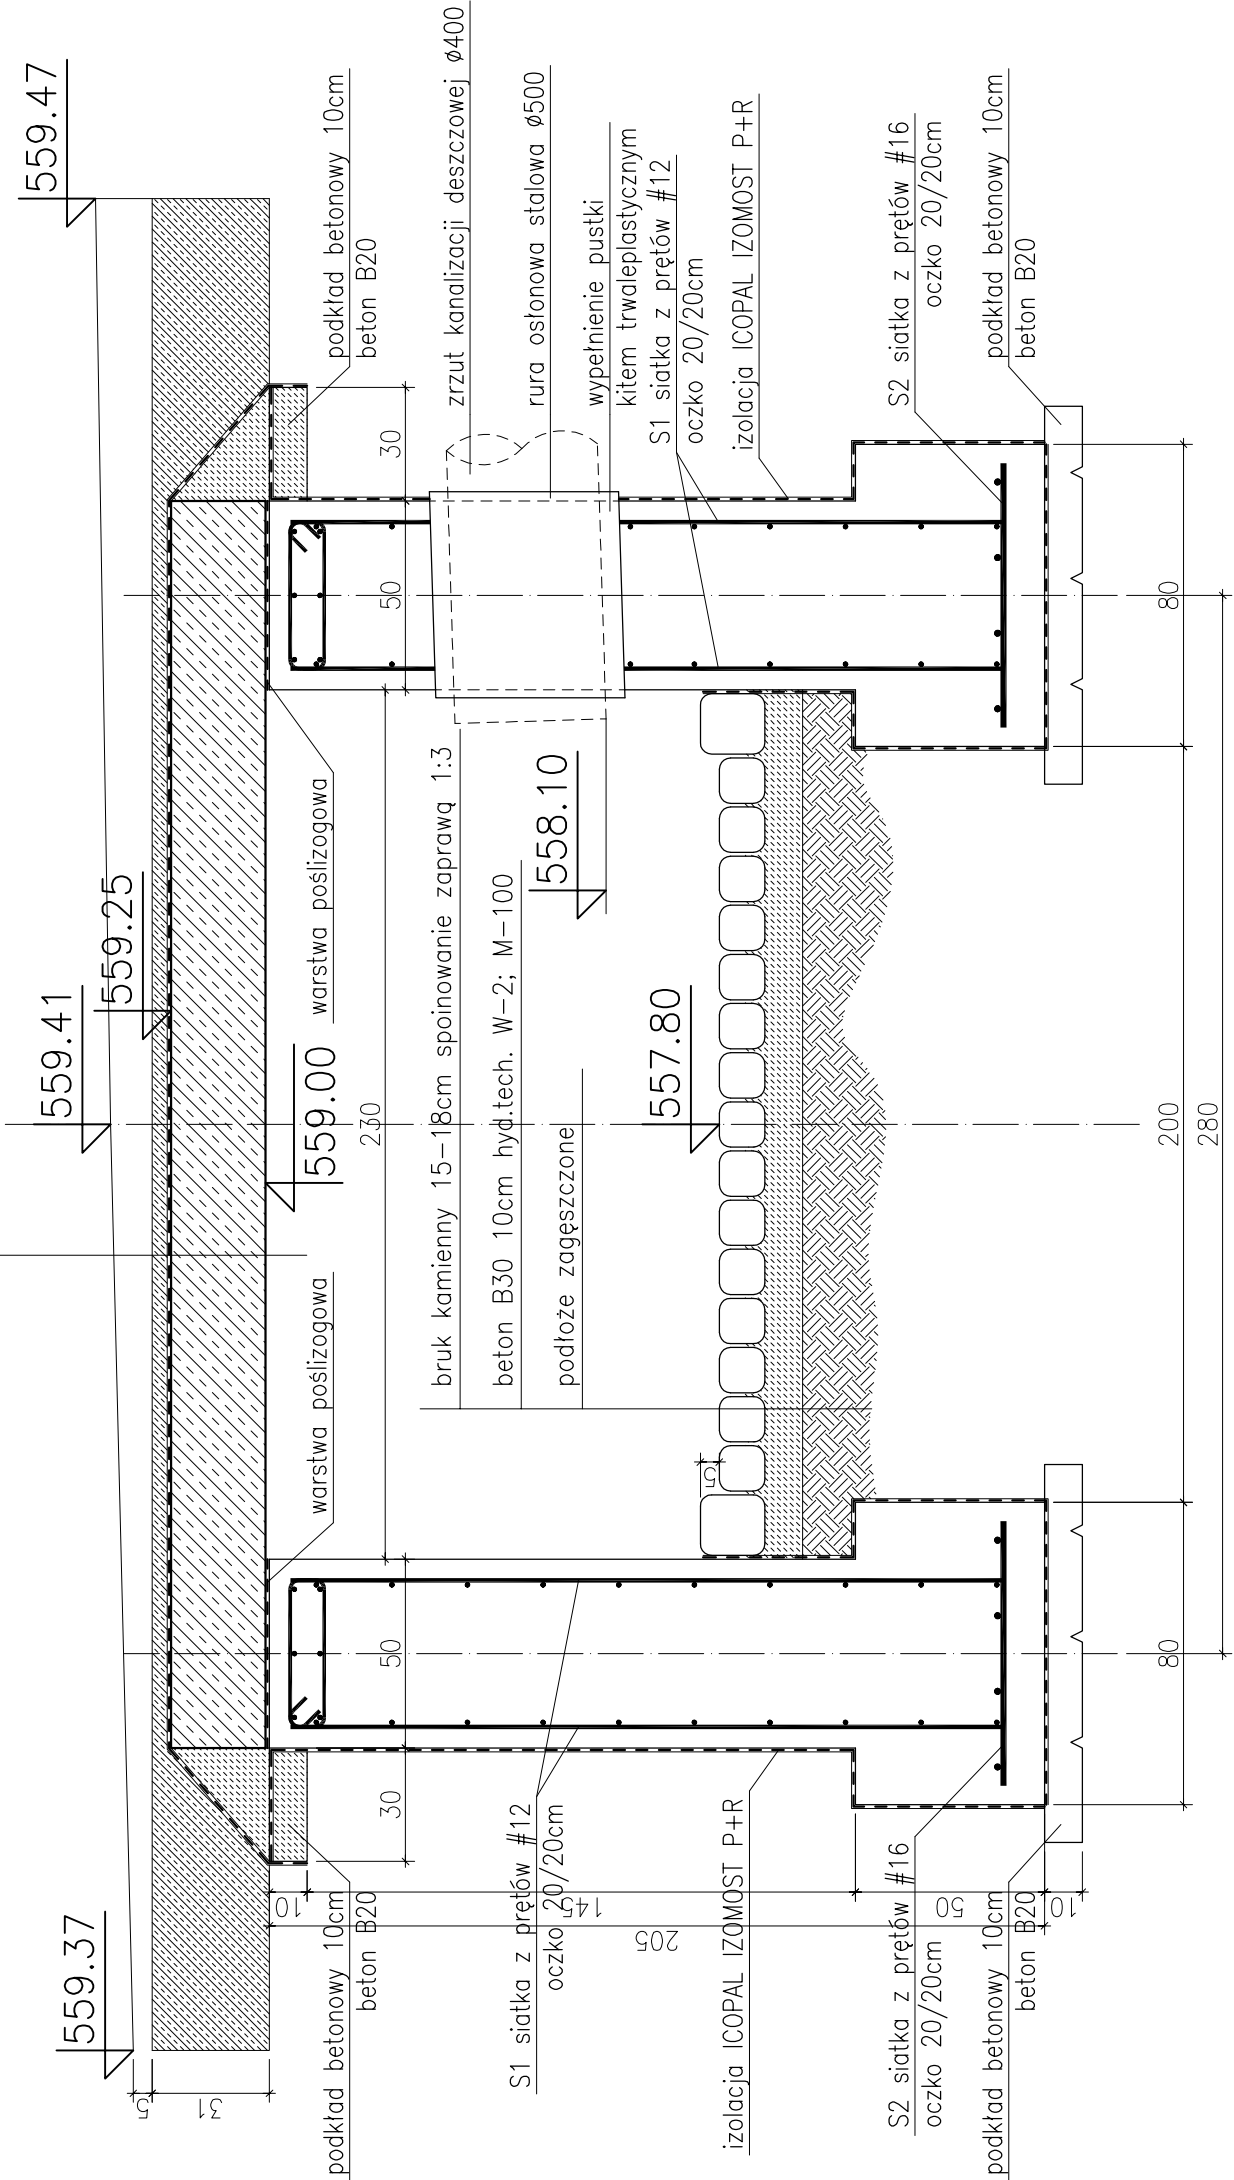 559.47
559.41
559.25
559.37
559.00
558.10
557.80
podkład betonowy 10cm
beton B20
zrzut kanalizacji deszczowej ø400
rura osłonowa stalowa ø500
wypełnienie pustki
kitem trwaleplastycznym
S1 siatka z prętów #12
oczko 20/20cm
izolacja ICOPAL IZOMOST P+R
S2 siatka z prętów #16
oczko 20/20cm
podkład betonowy 10cm
beton B20
warstwa poślizgowa
warstwa poślizgowa
bruk kamienny 15-18cm spoinowanie zaprawą 1:3
beton B30 10cm hyd.tech. W-2; M-100
podłoże zagęszczone
podkład betonowy 10cm
beton B20
S1 siatka z prętów #12
oczko 20/20cm
izolacja ICOPAL IZOMOST P+R
S2 siatka z prętów #16
oczko 20/20cm
podkład betonowy 10cm
beton B20
30
50
230
50
30
5
80
200
80
280
5
31
10
145
50
10
205